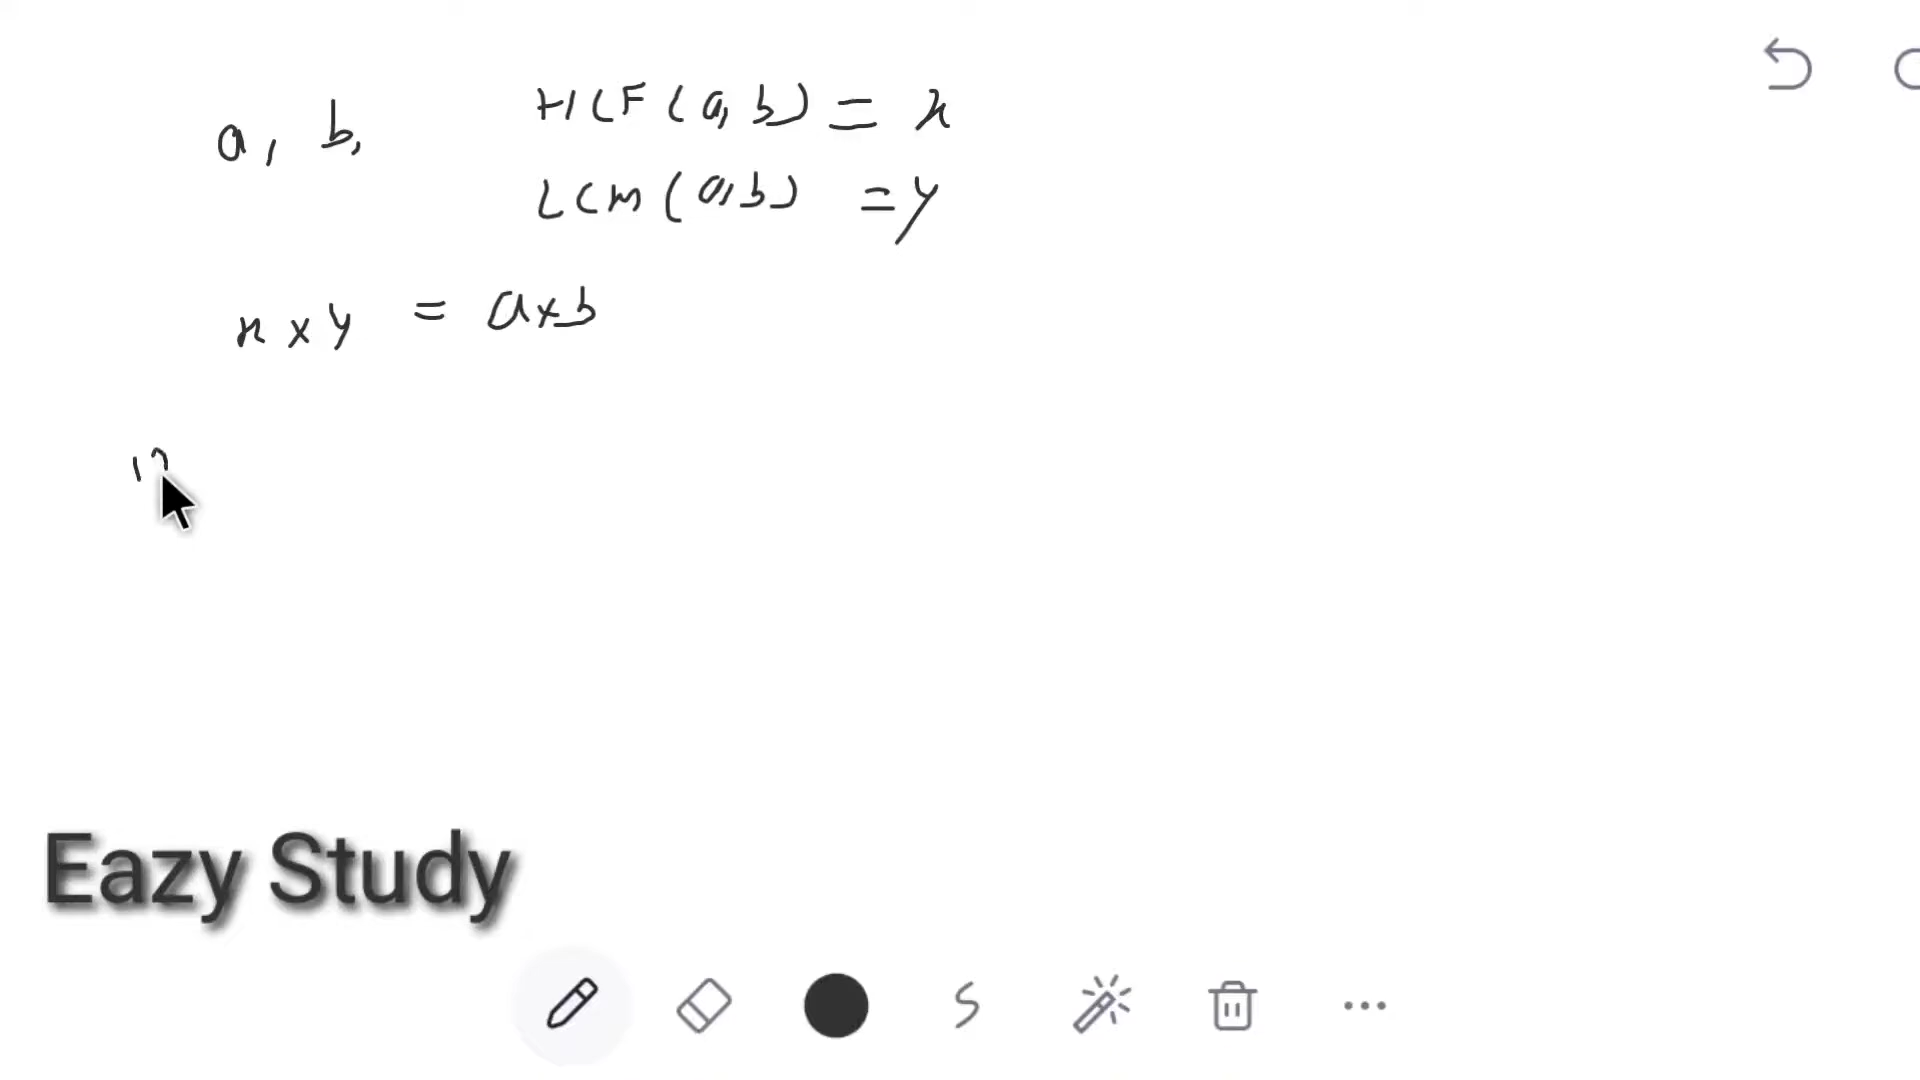 a, b,
HCF (a, b) = x
LCM (a, b) = y
x × y = a × b
Eazy Study